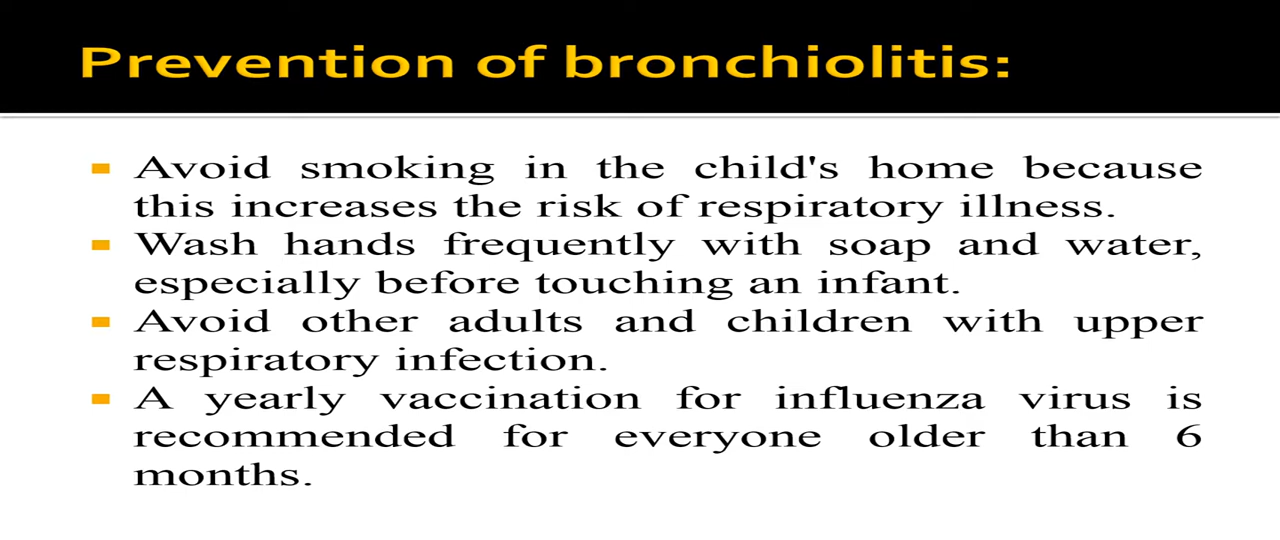 Prevention of bronchiolitis:
Avoid smoking in the child's home because
this increases the risk of respiratory illness.
Wash hands frequently with soap and water,
especially before touching an infant.
Avoid other adults and children with upper
respiratory infection.
A yearly vaccination for influenza virus is
recommended for everyone older than 6
months.